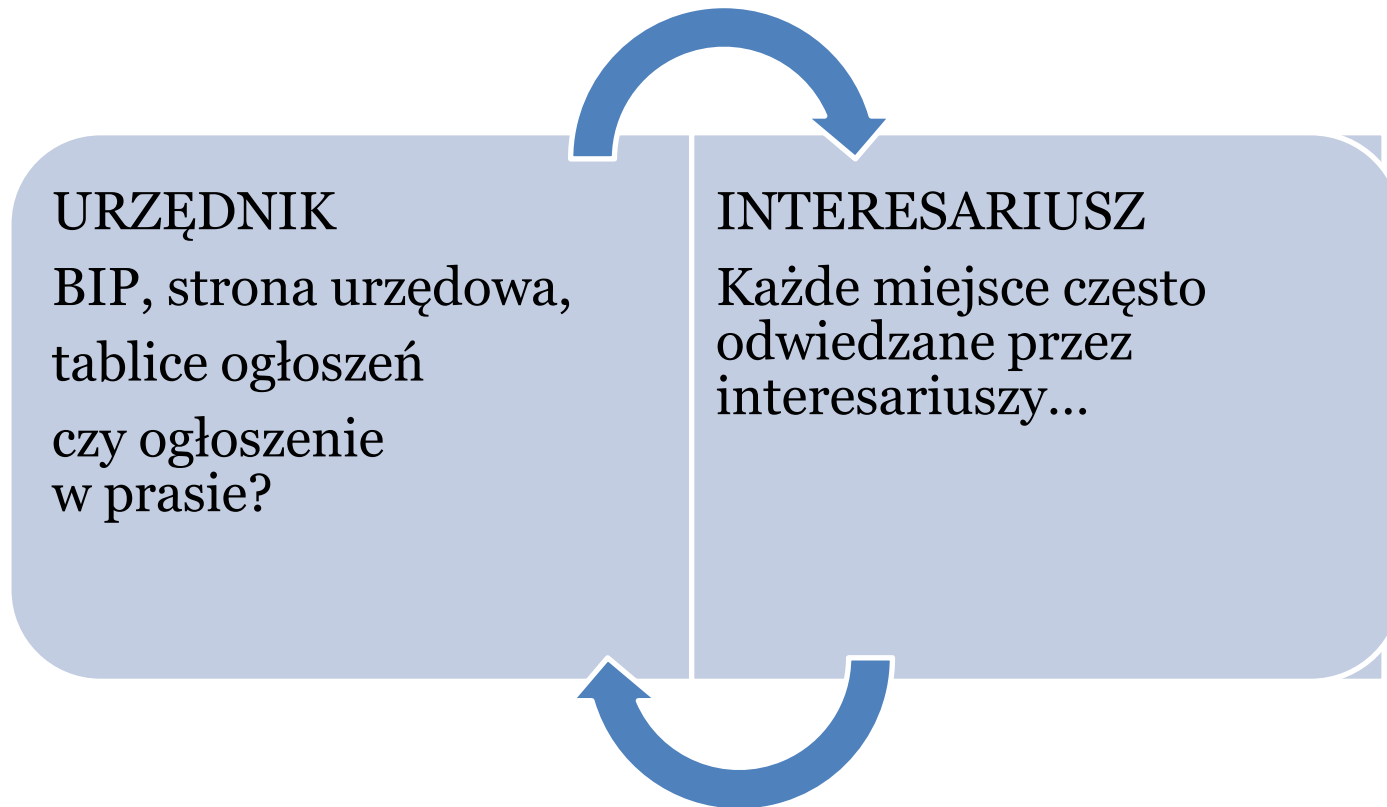 URZĘDNIK
BIP, strona urzędowa,
tablice ogłoszeń
czy ogłoszenie
w prasie?
INTERESARIUSZ
Każde miejsce często
odwiedzane przez
interesariuszy...